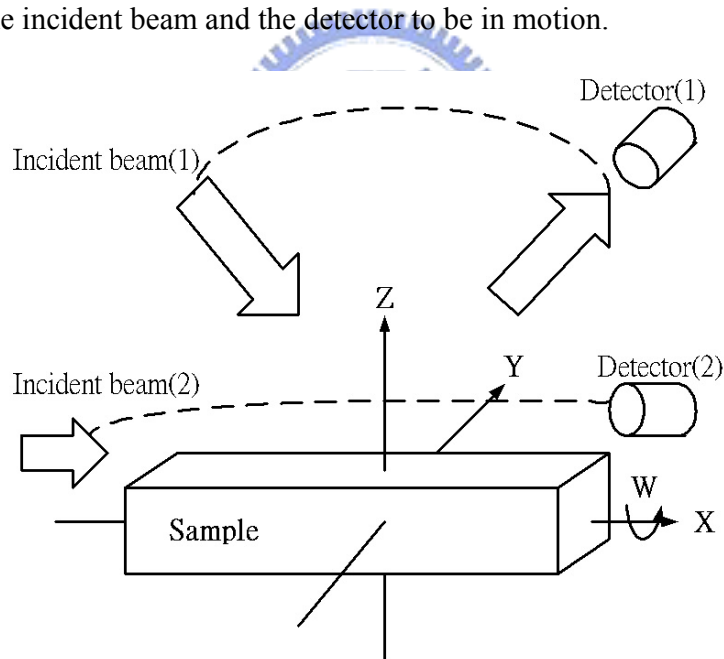 e incident beam and the detector to be in motion.
Detector(1)
Incident beam(1)
Z
Y
Detector(2)
Incident beam(2)
W
X
Sample